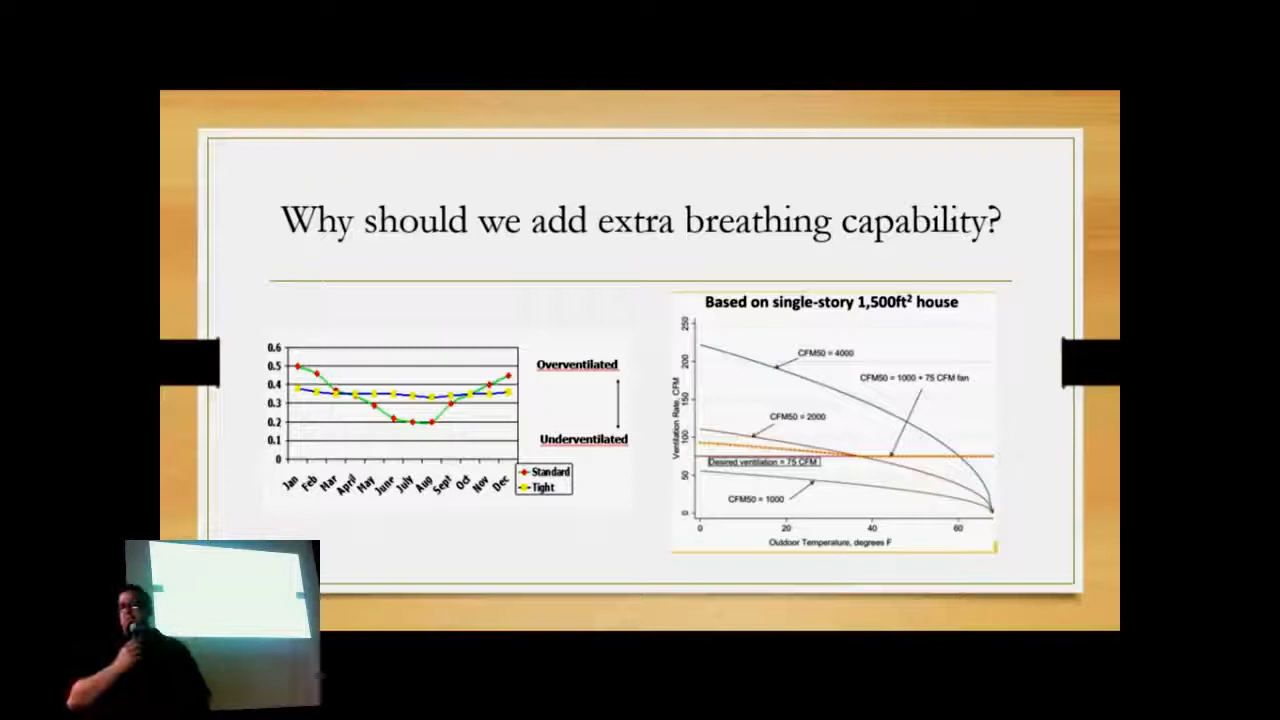 Why should we add extra breathing capability?
0.6
0.5
0.4
0.3
0.2
0.1
0
Jan Feb Mar April May June July Aug Sept Oct Nov Dec
Overventilated
Underventilated
Standard
Tight
Based on single-story 1,500ft² house
Ventilation Rate, CFM
250
200
150
100
50
0
CFM50 = 4000
CFM50 = 1000 + 75 CFM fan
CFM50 = 2000
Desired ventilation = 75 CFM
CFM50 = 1000
0 20 40 60
Outdoor Temperature, degrees F